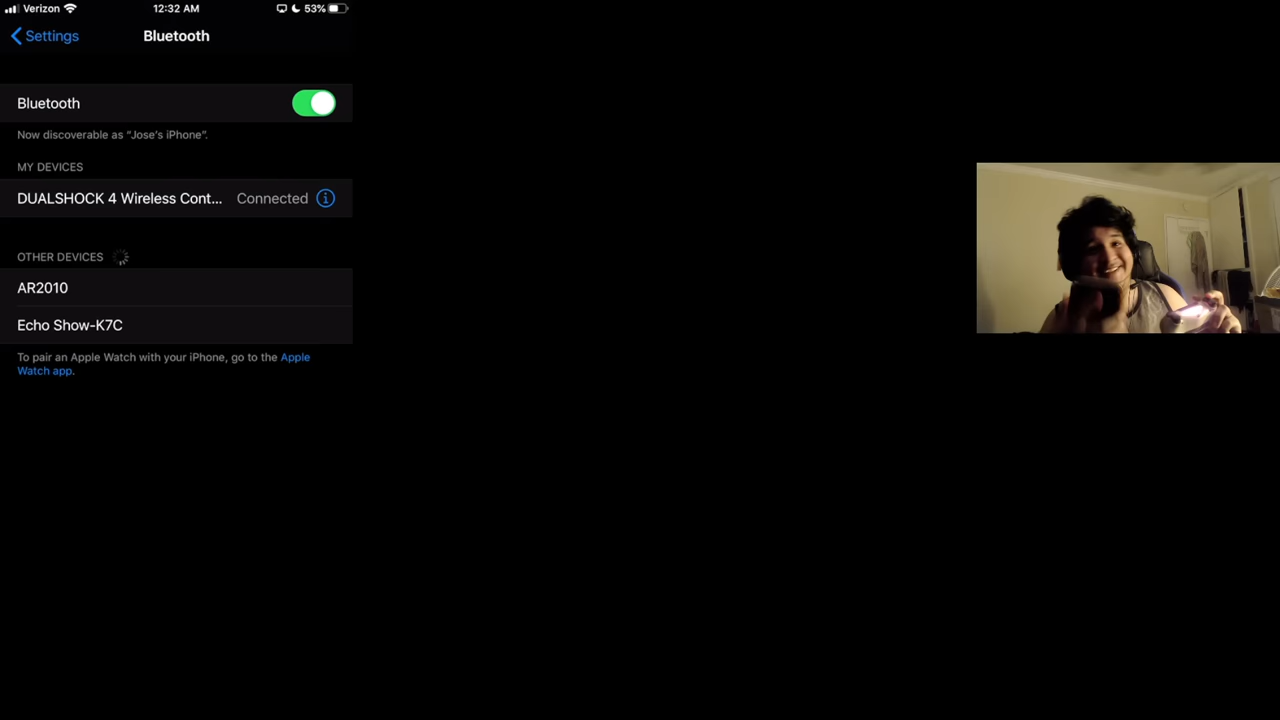 Verizon 12:32 AM 53%
Settings Bluetooth
Bluetooth
Now discoverable as “Jose’s iPhone”.
MY DEVICES
DUALSHOCK 4 Wireless Cont... Connected
OTHER DEVICES
AR2010
Echo Show-K7C
To pair an Apple Watch with your iPhone, go to the Apple
Watch app.